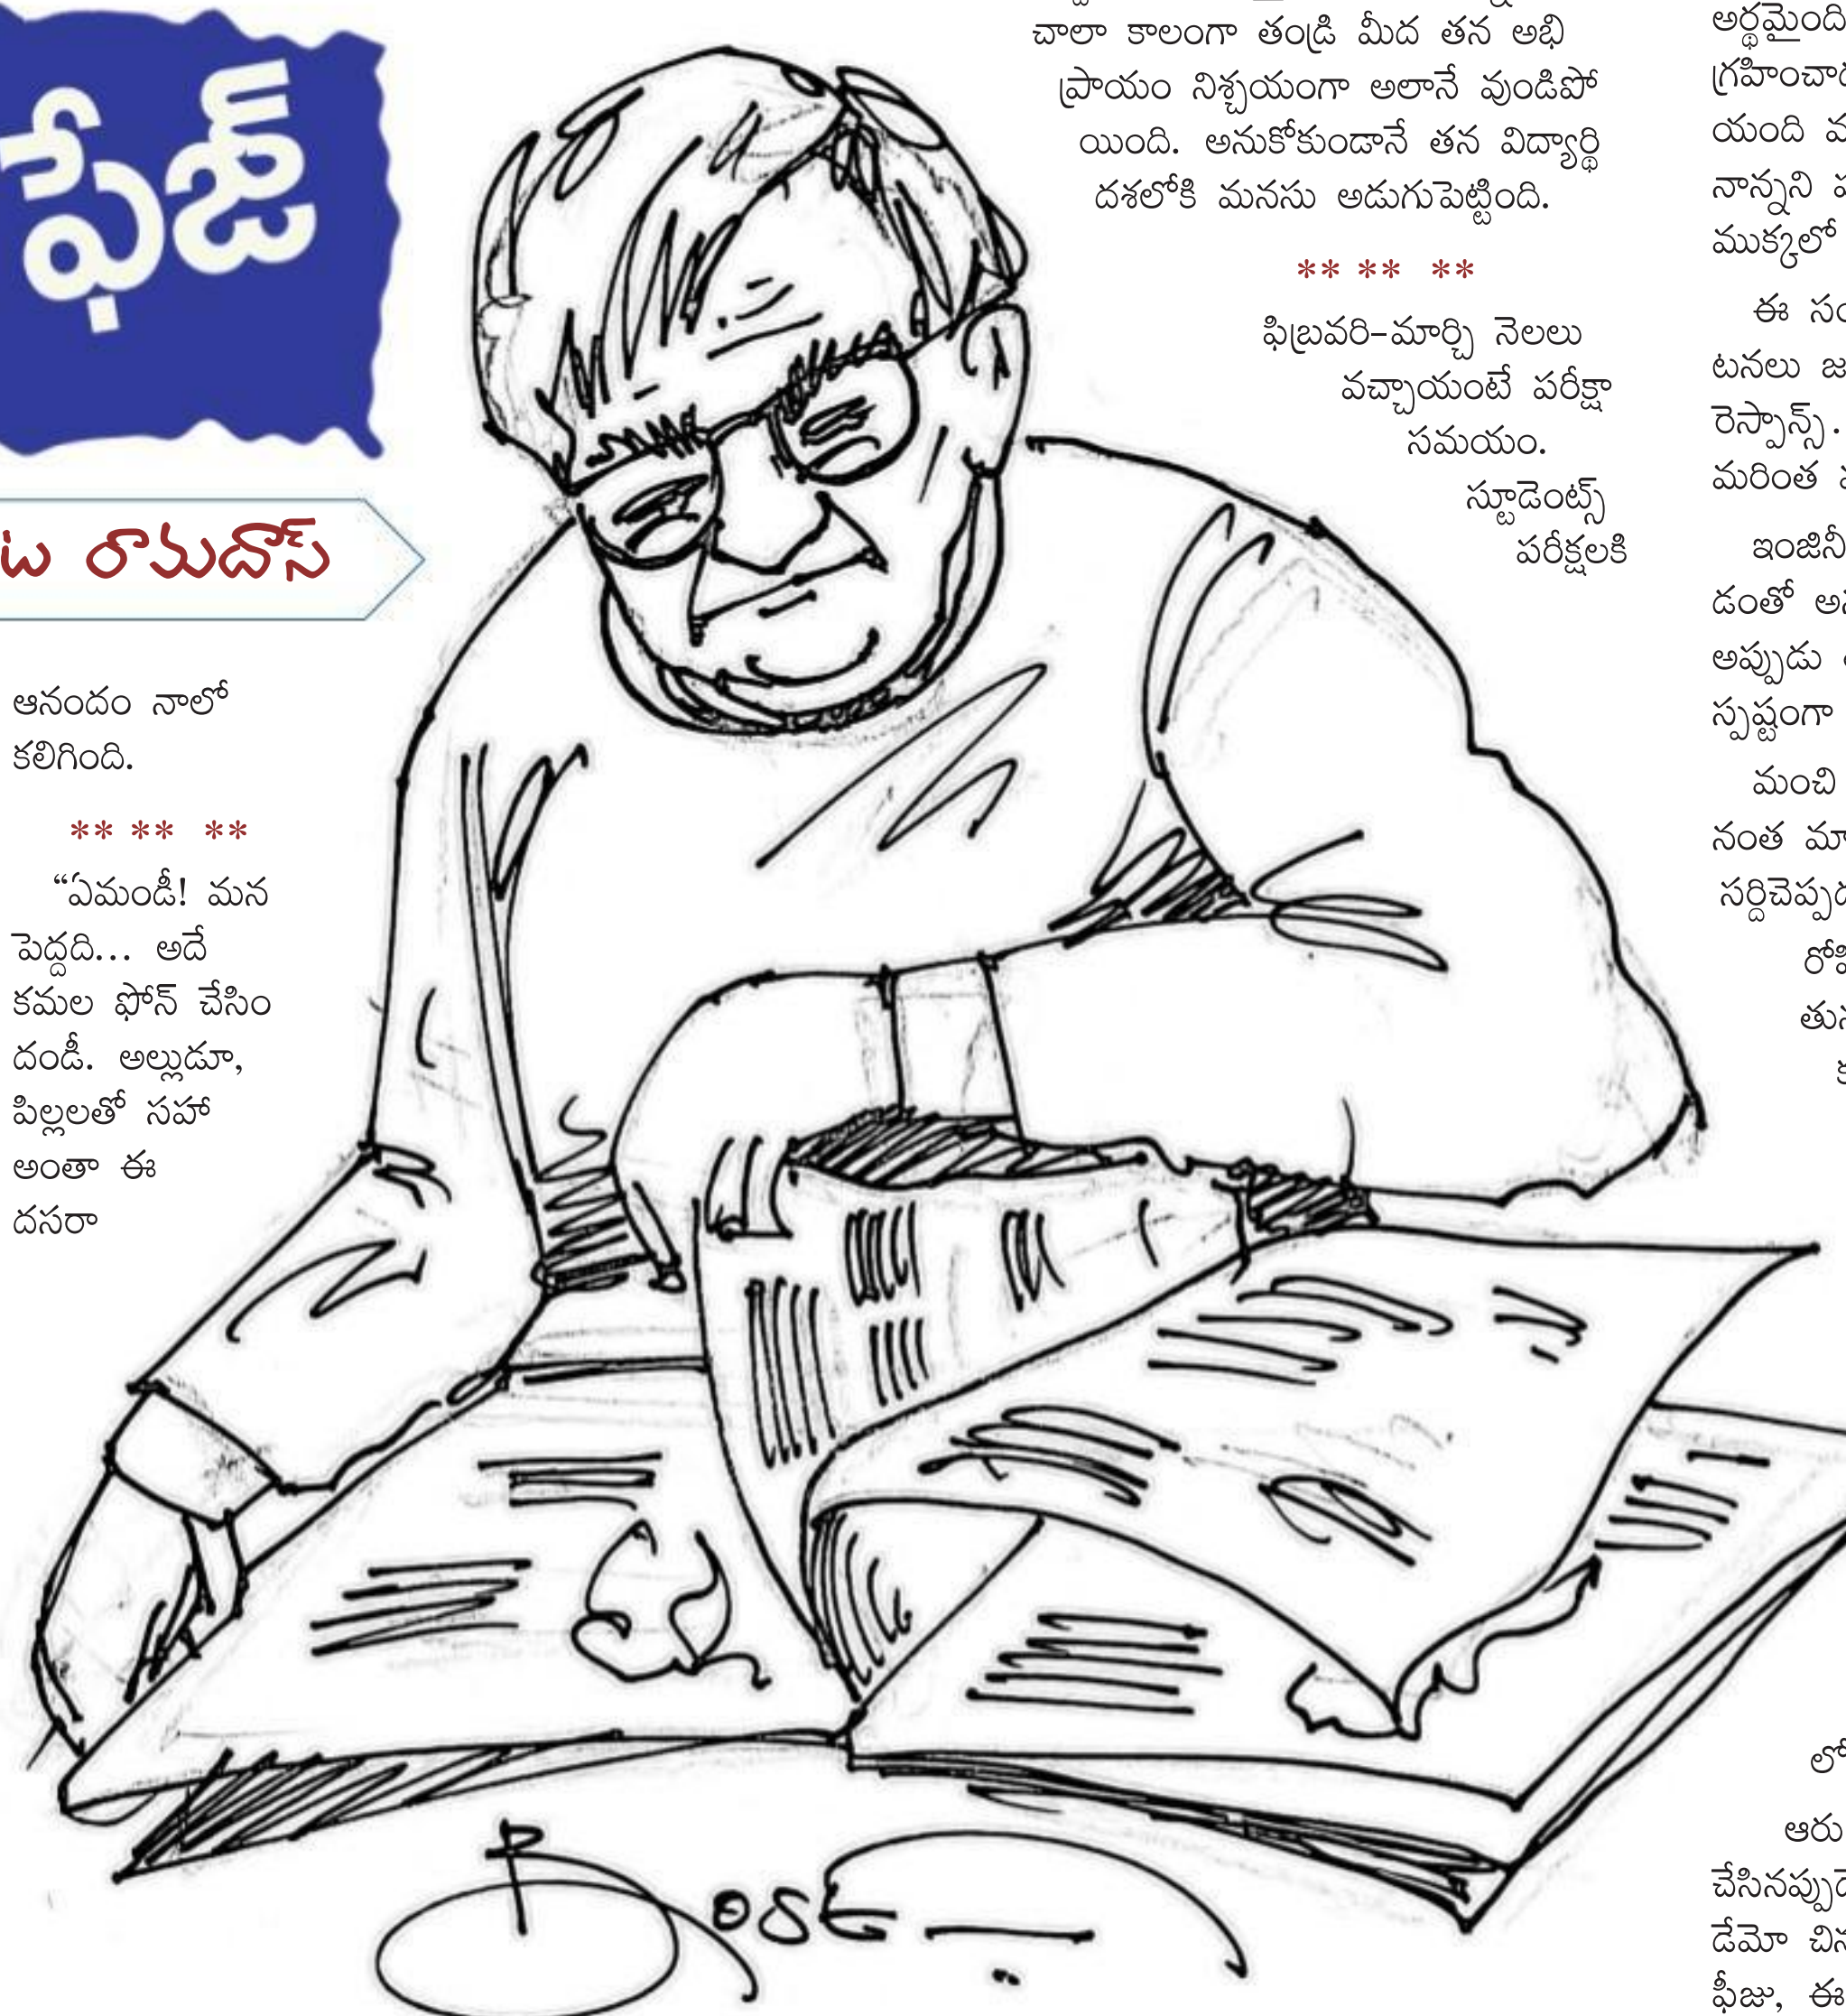 ఫేజ్
రామదాస్
ఆనందం నాలో
కలిగింది.
** ** **
“ఏమండీ! మన
పెద్దది... అదే
కమల ఫోన్ చేసిం
దండీ. అల్లుడూ,
పిల్లలతో సహా
అంతా ఈ
దసరా
చాలా కాలంగా తండ్రి మీద తన అభి
ప్రాయం నిశ్చయంగా అలానే వుండిపో
యింది. అనుకోకుండానే తన విద్యార్థి
దశలోకి మనసు అడుగుపెట్టింది.
** ** **
ఫిబ్రవరి-మార్చి నెలలు
వచ్చాయంటే పరీక్షా
సమయం.
స్టూడెంట్స్
పరీక్షలకి
అర్థమైంది
గ్రహించా
యంది
నాన్నని
ముక్కలో
ఈ
టనలు
రెస్పాన్స్.
మరింత
ఇంజినీ
డంతో
అప్పుడు
స్పష్టంగా
మంచి
నంత
సర్దిచెప్ప
లో
ఆరు
చేసినప్పు
డేమో
ఫీజు, ఈ
OSE